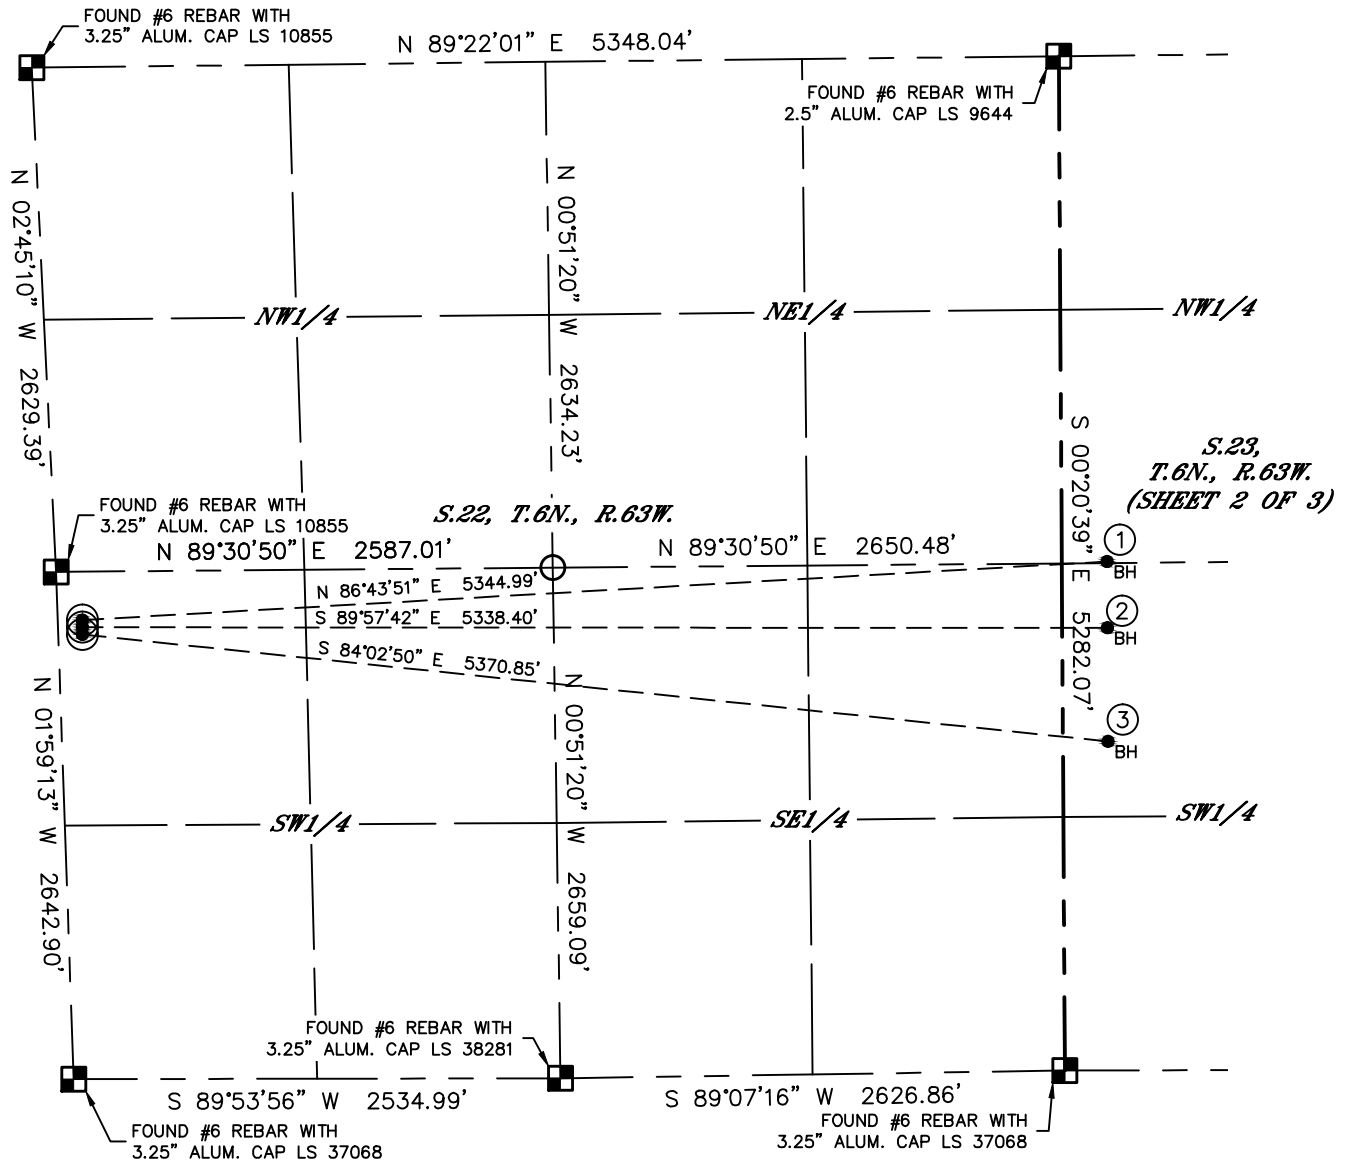 FOUND #6 REBAR WITH
3.25" ALUM. CAP LS 10855
N 89°22'01" E 5348.04'
FOUND #6 REBAR WITH
2.5" ALUM. CAP LS 9644
N 02°45'10" W 2629.39'
N 00°51'20" W 2634.23'
NW1/4
NE1/4
NW1/4
S 00°20'39" E 5282.07'
S.23,
T.6N., R.63W.
(SHEET 2 OF 3)
FOUND #6 REBAR WITH
3.25" ALUM. CAP LS 10855
S.22, T.6N., R.63W.
N 89°30'50" E 2587.01'
N 89°30'50" E 2650.48'
1
BH
N 86°43'51" E 5344.99'
S 89°57'42" E 5338.40'
2
BH
S 84°02'50" E 5370.85'
3
BH
N 01°59'13" W 2642.90'
N 00°51'20" W 2659.09'
SW1/4
SE1/4
SW1/4
FOUND #6 REBAR WITH
3.25" ALUM. CAP LS 38281
S 89°53'56" W 2534.99'
S 89°07'16" W 2626.86'
FOUND #6 REBAR WITH
3.25" ALUM. CAP LS 37068
FOUND #6 REBAR WITH
3.25" ALUM. CAP LS 37068